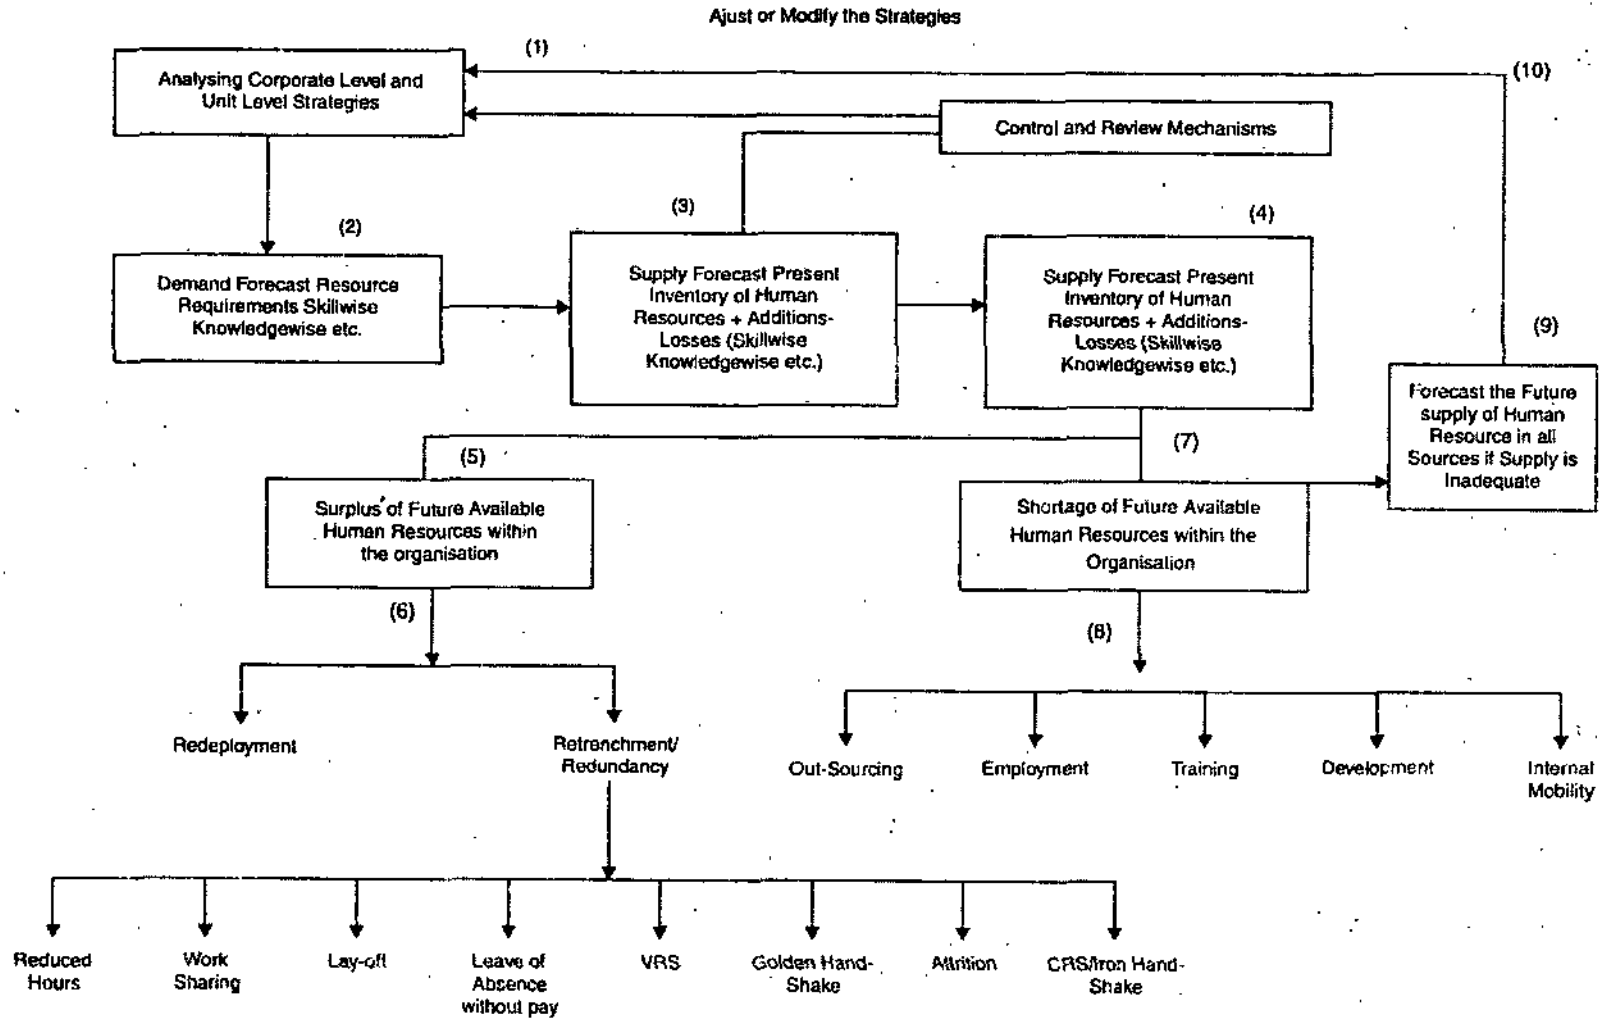 Ajust or Modify the Strategies
(1)
(10)
Analysing Corporate Level and
Unit Level Strategies
Control and Review Mechanisms
(2)
(3)
(4)
Demand Forecast Resource
Requirements Skillwise
Knowledgewise etc.
Supply Forecast Present
Inventory of Human
Resources + Additions-
Losses (Skillwise
Knowledgewise etc.)
Supply Forecast Present
Inventory of Human
Resources + Additions-
Losses (Skillwise
Knowledgewise etc.)
(9)
Forecast the Future
supply of Human
Resource in all
Sources if Supply is
Inadequate
(5)
(7)
Surplus of Future Available
Human Resources within
the organisation
Shortage of Future Available
Human Resources within the
Organisation
(6)
(8)
Redeployment
Retrenchment/
Redundancy
Out-Sourcing
Employment
Training
Development
Internal
Mobility
Reduced
Hours
Work
Sharing
Lay-off
Leave of
Absence
without pay
VRS
Golden Hand-
Shake
Attrition
CRS/Iron Hand-
Shake